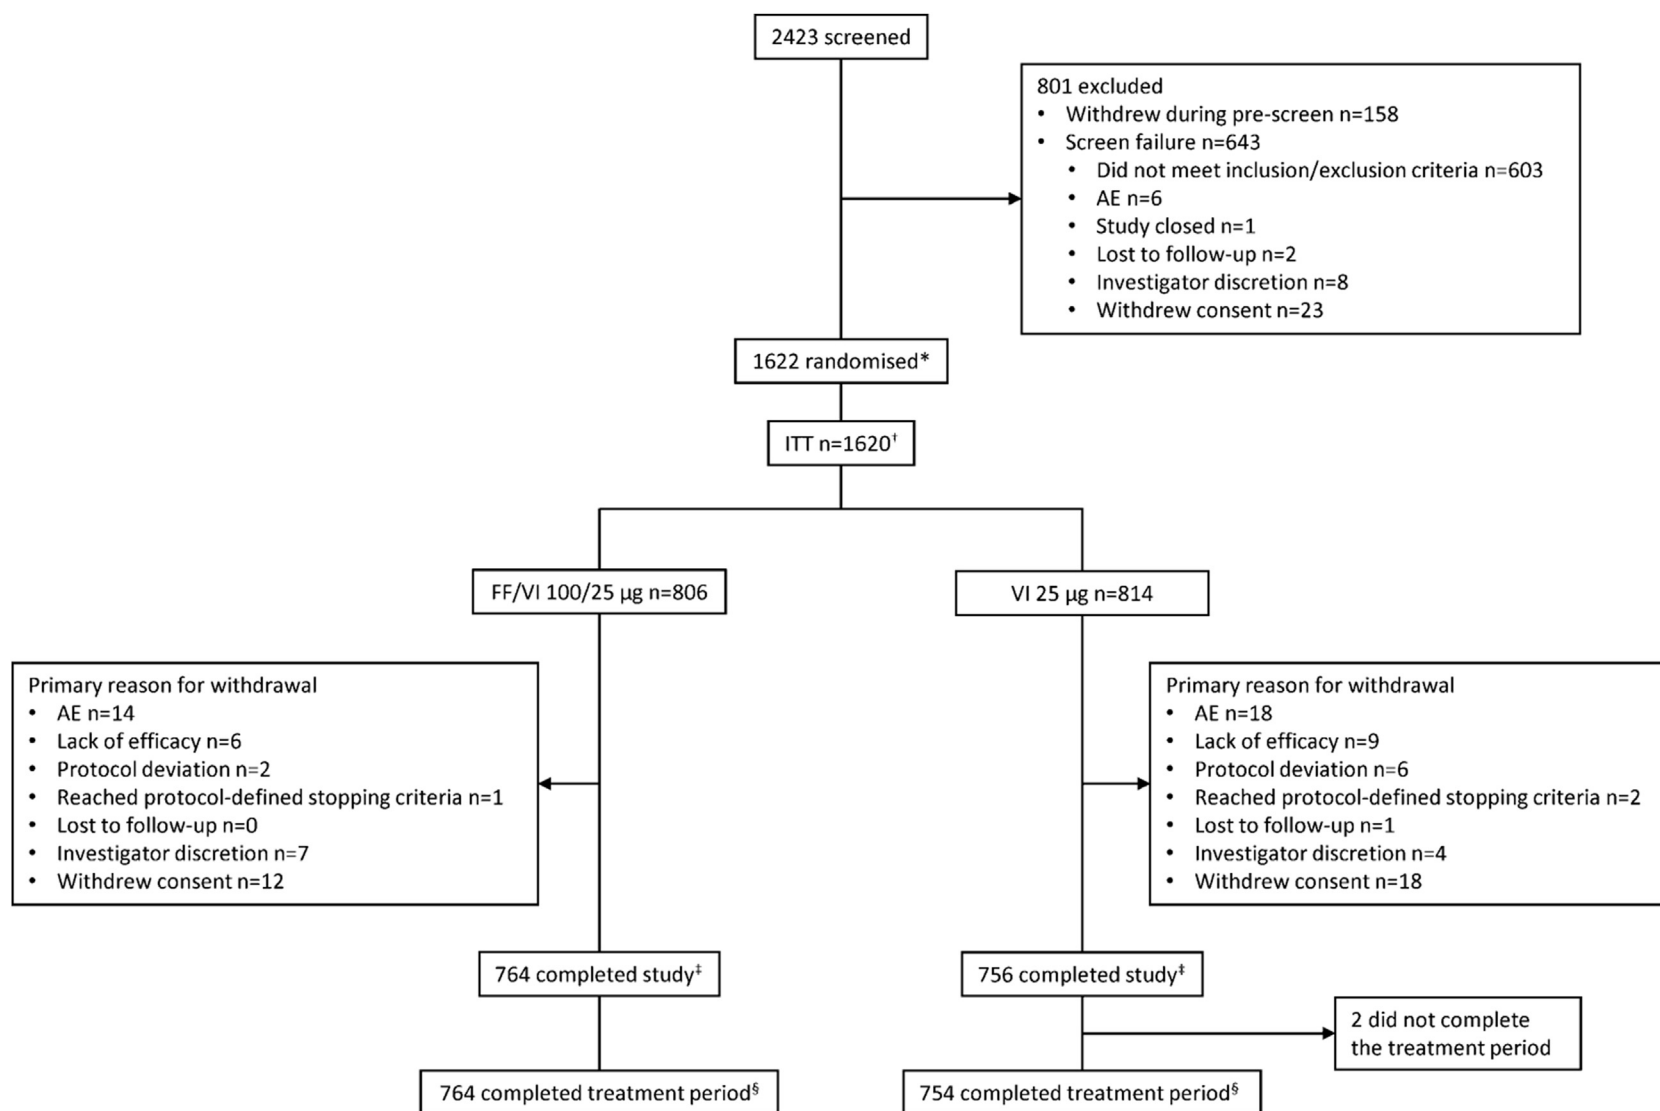 2423 screened
801 excluded
• Withdrew during pre-screen n=158
• Screen failure n=643
• Did not meet inclusion/exclusion criteria n=603
• AE n=6
• Study closed n=1
• Lost to follow-up n=2
• Investigator discretion n=8
• Withdrew consent n=23
1622 randomised*
ITT n=1620†
FF/VI 100/25 µg n=806
VI 25 µg n=814
Primary reason for withdrawal
• AE n=14
• Lack of efficacy n=6
• Protocol deviation n=2
• Reached protocol-defined stopping criteria n=1
• Lost to follow-up n=0
• Investigator discretion n=7
• Withdrew consent n=12
Primary reason for withdrawal
• AE n=18
• Lack of efficacy n=9
• Protocol deviation n=6
• Reached protocol-defined stopping criteria n=2
• Lost to follow-up n=1
• Investigator discretion n=4
• Withdrew consent n=18
764 completed study‡
756 completed study‡
2 did not complete
the treatment period
764 completed treatment period§
754 completed treatment period§